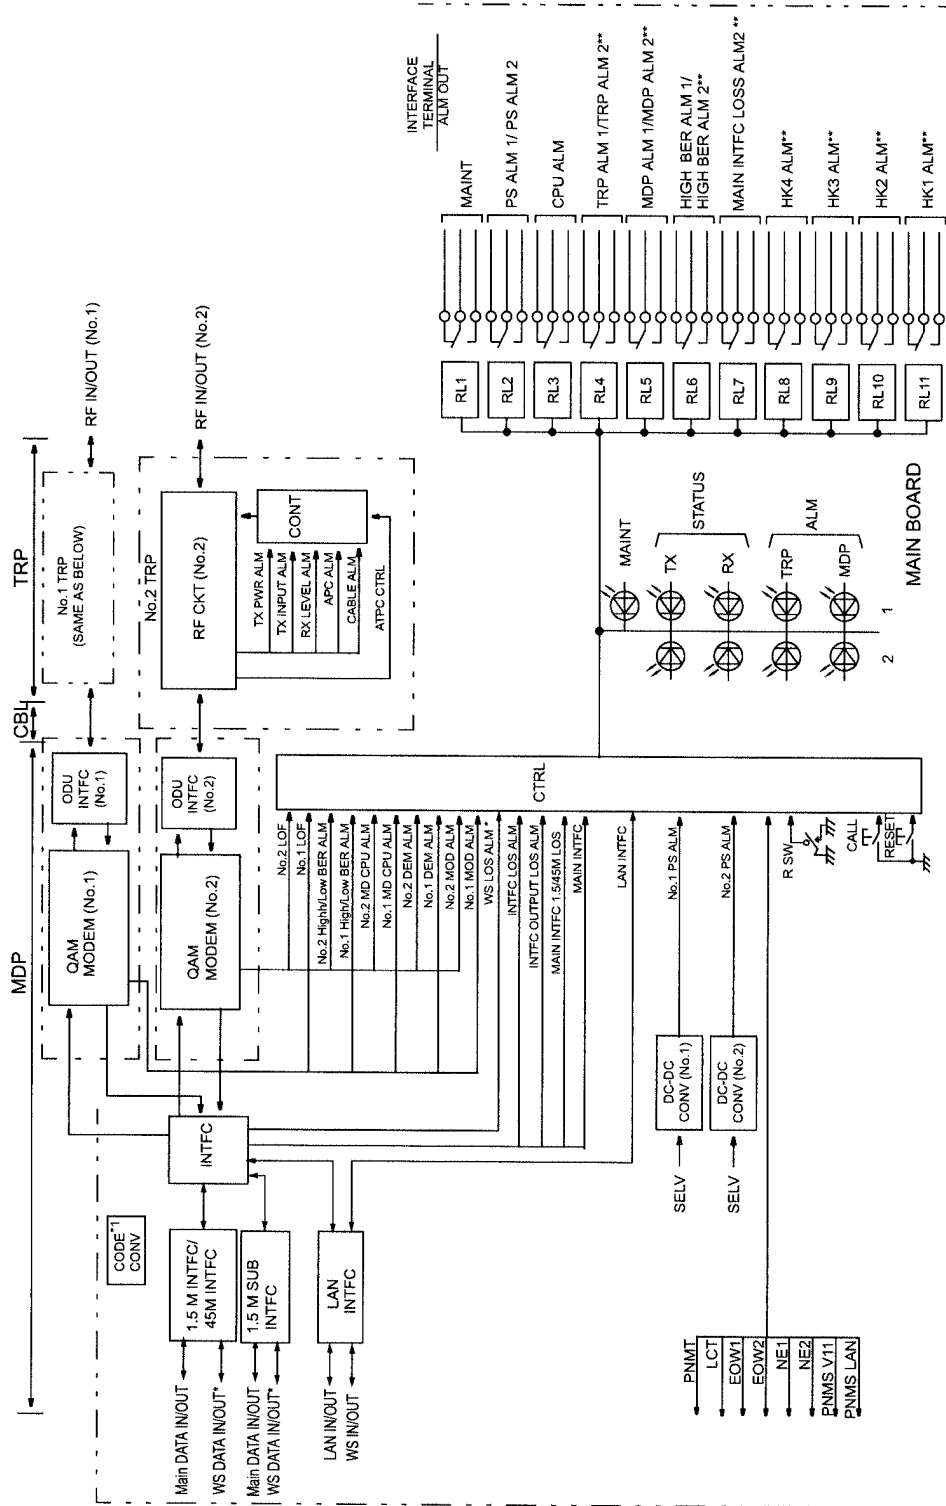 MDP
CBL
TRP
CODE*1
CONV
QAM
MODEM (No.1)
ODU
INTFC
(No.1)
No.1 TRP
(SAME AS BELOW)
RF IN/OUT (No.1)
QAM
MODEM (No.2)
ODU
INTFC
(No.2)
No.2 TRP
RF CKT (No.2)
RF IN/OUT (No.2)
TX PWR ALM
TX INPUT ALM
RX LEVEL ALM
APC ALM
CABLE ALM
ATPC CTRL
CONT
Main DATA IN/OUT
WS DATA IN/OUT*
1.5 M INTFC/
45M INTFC
INTFC
Main DATA IN/OUT
WS DATA IN/OUT*
1.5 M SUB
INTFC
LAN IN/OUT
WS IN/OUT
LAN
INTFC
No.2 LOF
No.1 LOF
No.2 Highh/Low BER ALM
No.1 High/Low BER ALM
No.2 MD CPU ALM
No.1 MD CPU ALM
No.2 DEM ALM
No.1 DEM ALM
No.2 MOD ALM
No.1 MOD ALM
WS LOS ALM*
INTFC LOS ALM
INTFC OUTPUT LOS ALM
MAIN INTFC 1.5/45M LOS
MAIN INTFC
LAN INTFC
No.1 PS ALM
No.2 PS ALM
R SW
CALL
RESET
CTRL
SELV
DC-DC
CONV (No.1)
SELV
DC-DC
CONV (No.2)
PNMT
LCT
EOW1
EOW2
NE1
NE2
PNMS V11
PNMS LAN
MAINT
TX
RX
STATUS
TRP
MDP
ALM
2
1
MAIN BOARD
INTERFACE
TERMINAL
ALM OUT
RL1
MAINT
RL2
PS ALM 1/ PS ALM 2
RL3
CPU ALM
RL4
TRP ALM 1/TRP ALM 2**
RL5
MDP ALM 1/MDP ALM 2**
RL6
HIGH BER ALM 1/
HIGH BER ALM 2**
RL7
MAIN INTFC LOSS ALM2 **
RL8
HK4 ALM**
RL9
HK3 ALM**
RL10
HK2 ALM**
RL11
HK1 ALM**